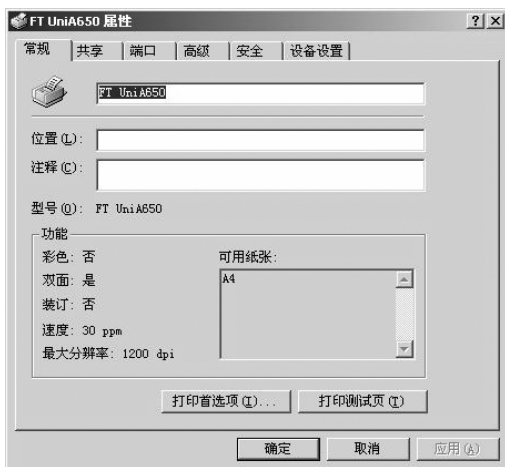 FT UniA650 属性
常规 共享 端口 高级 安全 设备设置
FT UniA650
位置(L):
注释(C):
型号(O): FT UniA650
功能
彩色: 否
可用纸张:
双面: 是
A4
装订: 否
速度: 30 ppm
最大分辨率: 1200 dpi
打印首选项(I)... 打印测试页(T)
确定 取消 应用(A)